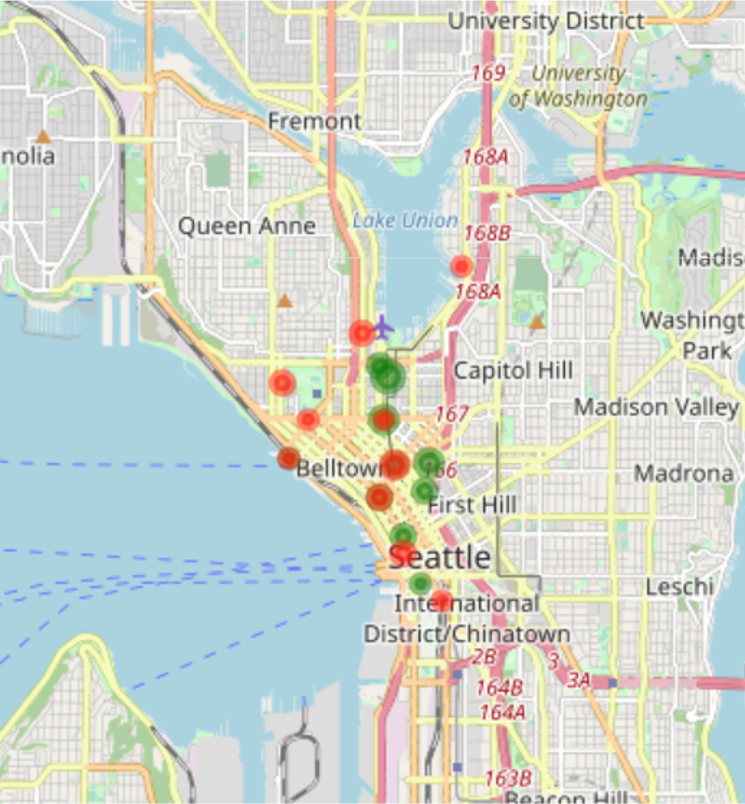 University District
169
University
of Washington
Fremont
nolia
168A
Queen Anne
Lake Union
168B
Madis
168A
Washingt
Park
Capitol Hill
167
Madison Valley
Belltown
166
Madrona
First Hill
Seattle
Leschi
International
District/Chinatown
2B
3
3A
164B
164A
163B
Beacon Hill